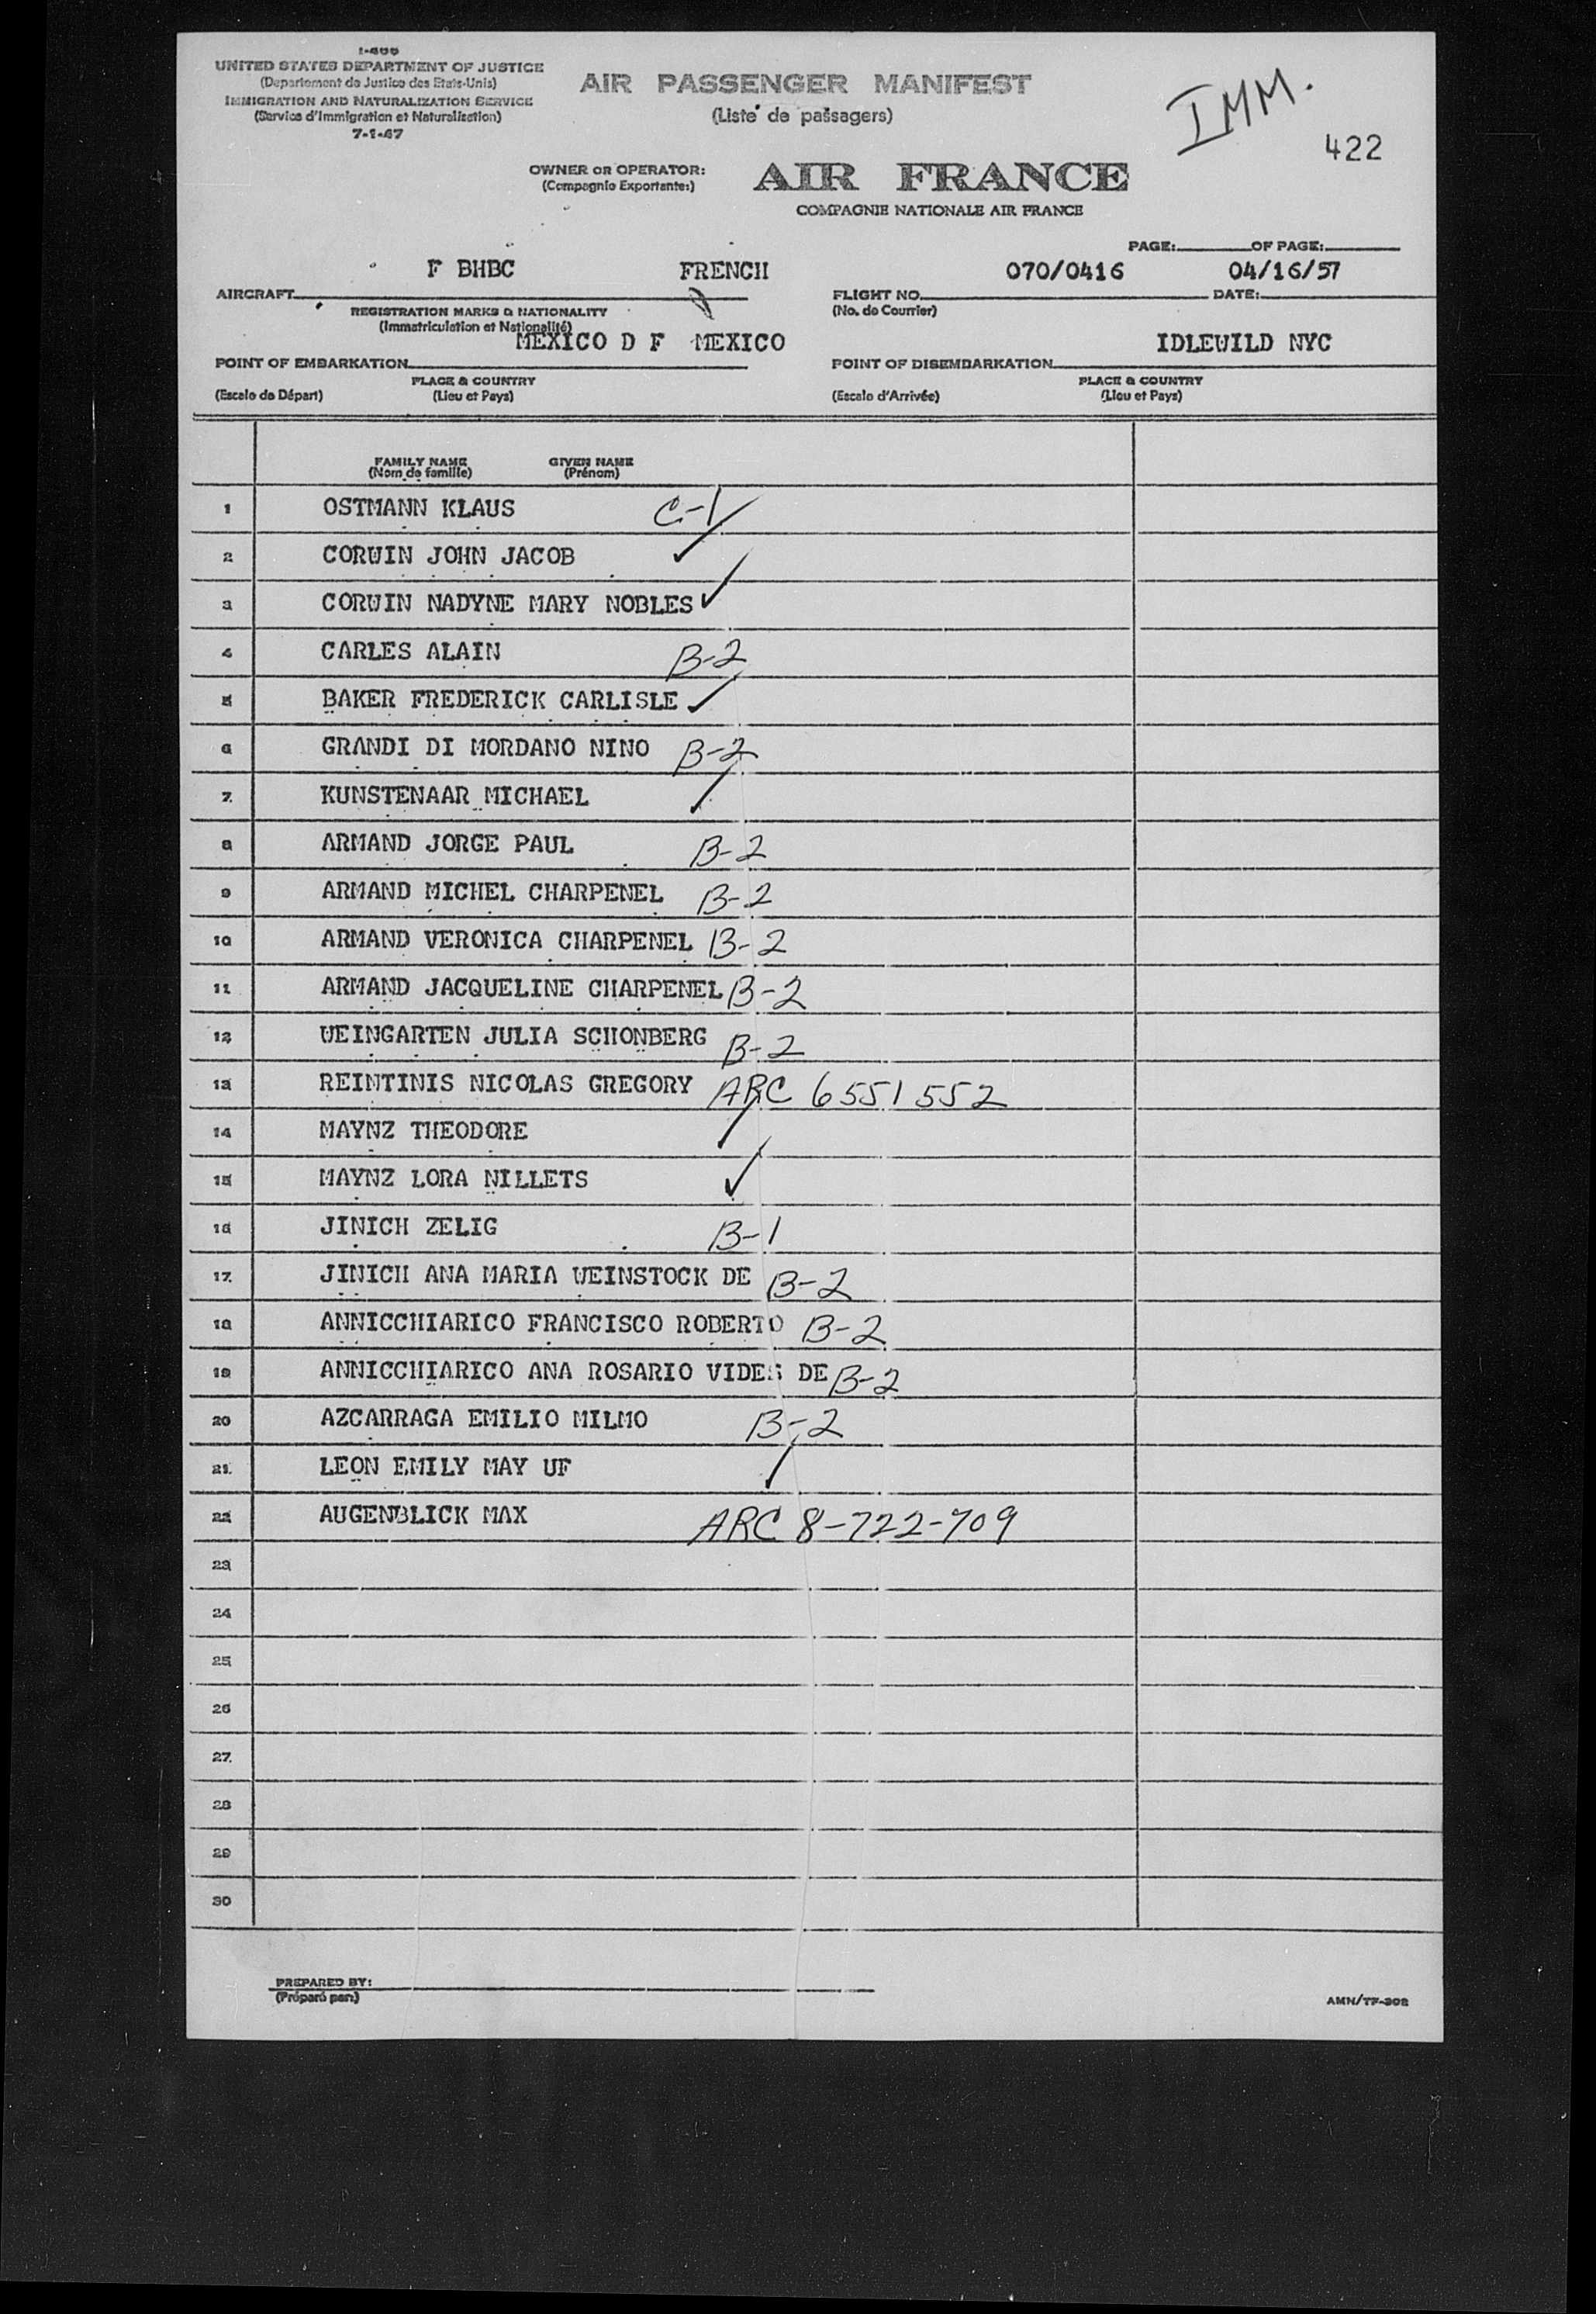 I-466
UNITED STATES DEPARTMENT OF JUSTICE
(Departement de Justice des Etats-Unis)
IMMIGRATION AND NATURALIZATION SERVICE
(Service d'Immigration et Naturalisation)
7-1-47
AIR PASSENGER MANIFEST
(Liste de passagers)
IMM.
422
OWNER OR OPERATOR:
(Compagnie Exportante:)
AIR FRANCE
COMPAGNIE NATIONALE AIR FRANCE
PAGE: OF PAGE:
F BHBC FRENCH 070/0416 04/16/57
AIRCRAFT FLIGHT NO. DATE:
REGISTRATION MARKS & NATIONALITY (No. de Courrier)
(Immatriculation et Nationalité)
MEXICO D F MEXICO IDLEWILD NYC
POINT OF EMBARKATION POINT OF DISEMBARKATION
PLACE & COUNTRY PLACE & COUNTRY
(Escale de Départ) (Lieu et Pays) (Escale d'Arrivée) (Lieu et Pays)
FAMILY NAME GIVEN NAME
(Nom de famille) (Prénom)
1 OSTMANN KLAUS C-1
2 CORWIN JOHN JACOB ✓
3 CORWIN NADYNE MARY NOBLES ✓
4 CARLES ALAIN B-2
5 BAKER FREDERICK CARLISLE ✓
6 GRANDI DI MORDANO NINO B-2
7 KUNSTENAAR MICHAEL ✓
8 ARMAND JORGE PAUL B-2
9 ARMAND MICHEL CHARPENEL B-2
10 ARMAND VERONICA CHARPENEL B-2
11 ARMAND JACQUELINE CHARPENEL B-2
12 WEINGARTEN JULIA SCHONBERG B-2
13 REINTINIS NICOLAS GREGORY ARC 6551552
14 MAYNZ THEODORE ✓
15 MAYNZ LORA NILLETS ✓
16 JINICH ZELIG B-1
17 JINICH ANA MARIA WEINSTOCK DE B-2
18 ANNICCHIARICO FRANCISCO ROBERTO B-2
19 ANNICCHIARICO ANA ROSARIO VIDES DE B-2
20 AZCARRAGA EMILIO MILMO B-2
21 LEON EMILY MAY UF ✓
22 AUGENBLICK MAX ARC 8-722-709
23
24
25
26
27
28
29
30
PREPARED BY:
(Préparé par:)
AMN/TF-302